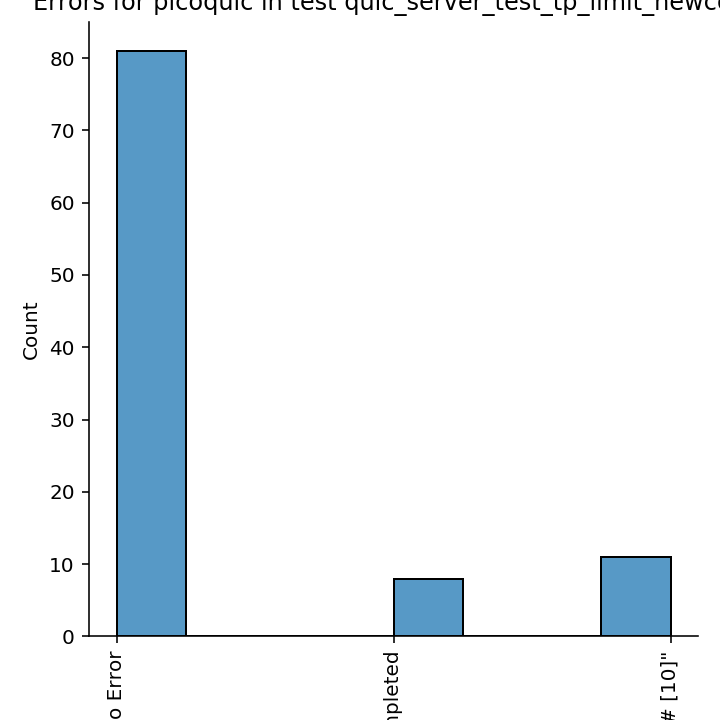 Errors for picoquic in test quic_server_test_tp_limit_newco
Count
80
70
60
50
40
30
20
10
0
o Error
mpleted
# [10]"